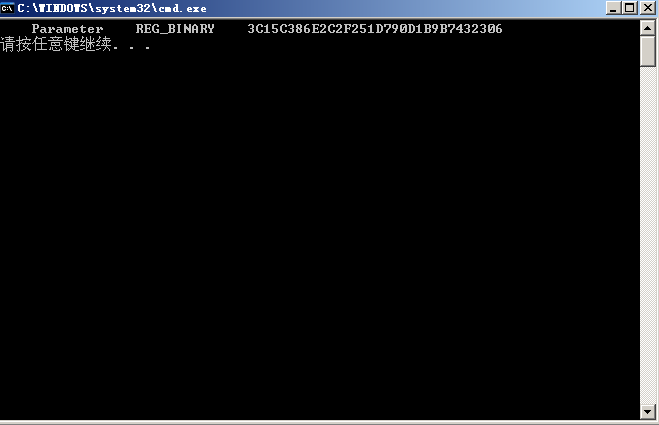 C:\WINDOWS\system32\cmd.exe
Parameter REG_BINARY 3C15C386E2C2F251D790D1B9B7432306
请按任意键继续. . .